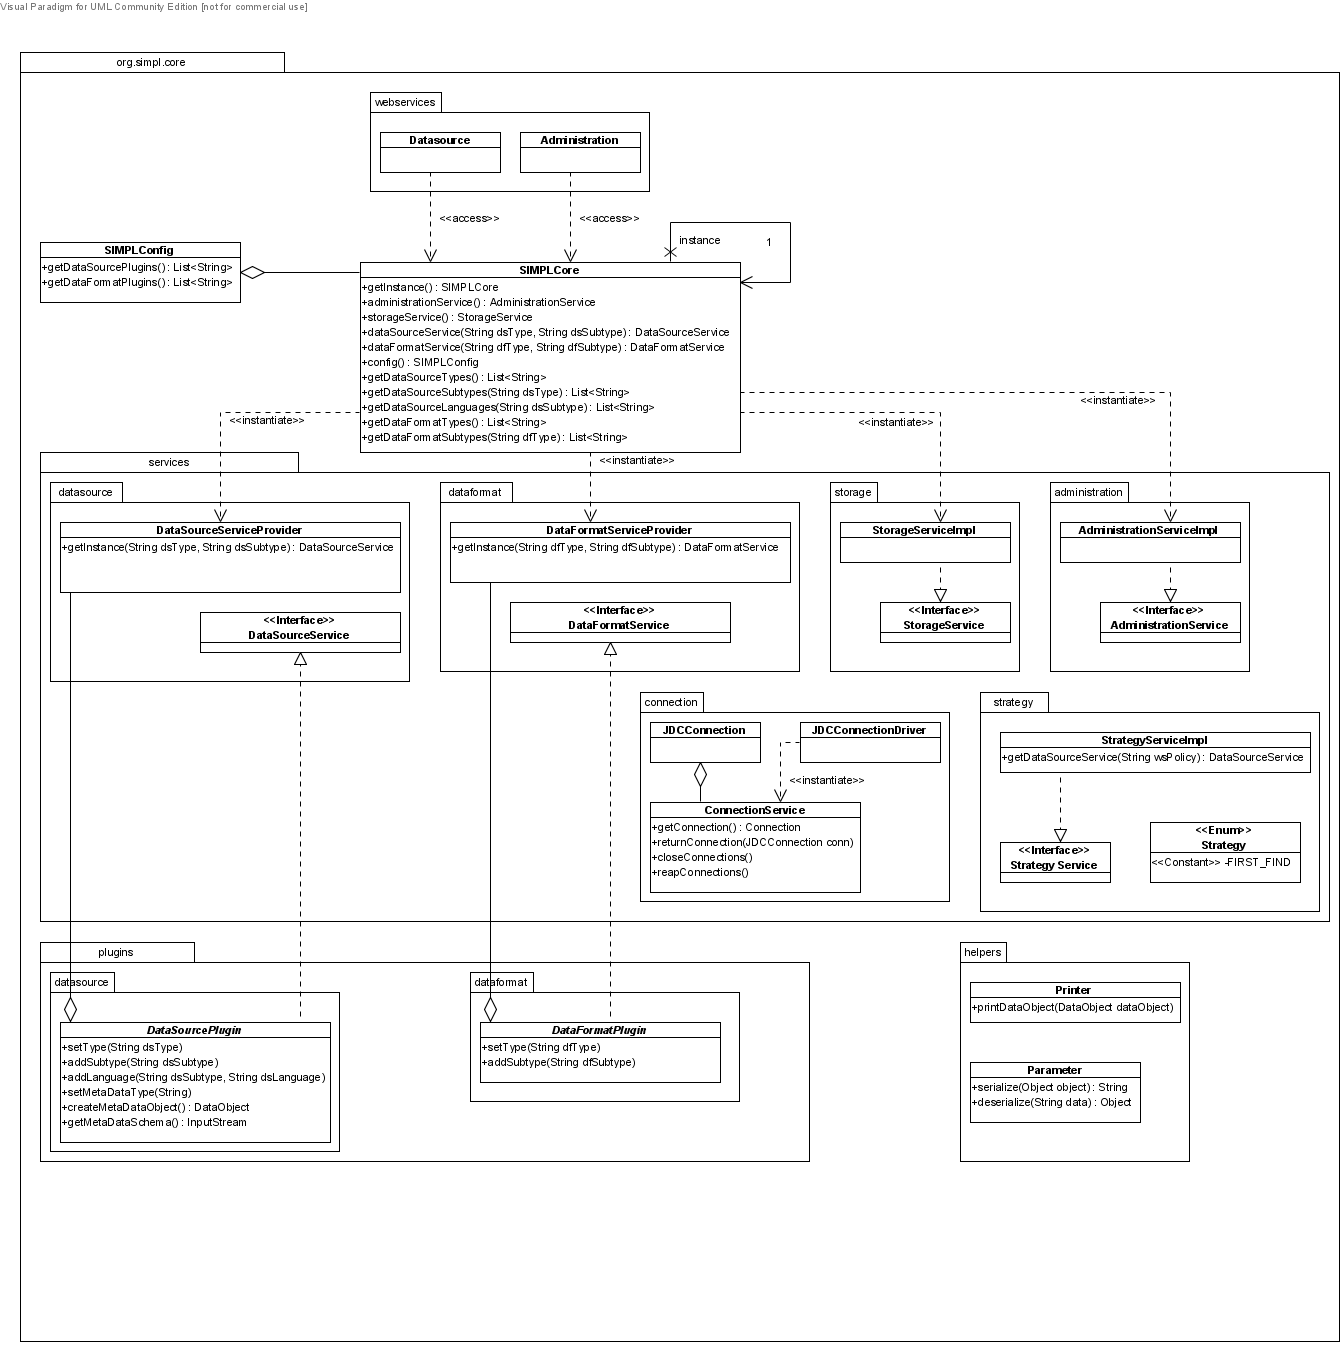 Visual Paradigm for UML Community Edition [not for commercial use]
org.simpl.core
webservices
Datasource
Administration
<<access>>
<<access>>
instance
1
SIMPLConfig
+getDataSourcePlugins() : List<String>
+getDataFormatPlugins() : List<String>
SIMPLCore
+getInstance() : SIMPLCore
+administrationService() : AdministrationService
+storageService() : StorageService
+dataSourceService(String dsType, String dsSubtype) : DataSourceService
+dataFormatService(String dfType, String dfSubtype) : DataFormatService
+config() : SIMPLConfig
+getDataSourceTypes() : List<String>
+getDataSourceSubtypes(String dsType) : List<String>
+getDataSourceLanguages(String dsSubtype) : List<String>
+getDataFormatTypes() : List<String>
+getDataFormatSubtypes(String dfType) : List<String>
<<instantiate>>
<<instantiate>>
<<instantiate>>
<<instantiate>>
services
datasource
DataSourceServiceProvider
+getInstance(String dsType, String dsSubtype) : DataSourceService
<<Interface>>
DataSourceService
dataformat
DataFormatServiceProvider
+getInstance(String dfType, String dfSubtype) : DataFormatService
<<Interface>>
DataFormatService
storage
StorageServiceImpl
<<Interface>>
StorageService
administration
AdministrationServiceImpl
<<Interface>>
AdministrationService
connection
JDCConnection
JDCConnectionDriver
<<instantiate>>
ConnectionService
+getConnection() : Connection
+returnConnection(JDCConnection conn)
+closeConnections()
+reapConnections()
strategy
StrategyServiceImpl
+getDataSourceService(String wsPolicy) : DataSourceService
<<Interface>>
Strategy Service
<<Enum>>
Strategy
<<Constant>> -FIRST_FIND
plugins
datasource
DataSourcePlugin
+setType(String dsType)
+addSubtype(String dsSubtype)
+addLanguage(String dsSubtype, String dsLanguage)
+setMetaDataType(String)
+createMetaDataObject() : DataObject
+getMetaDataSchema() : InputStream
dataformat
DataFormatPlugin
+setType(String dfType)
+addSubtype(String dfSubtype)
helpers
Printer
+printDataObject(DataObject dataObject)
Parameter
+serialize(Object object) : String
+deserialize(String data) : Object